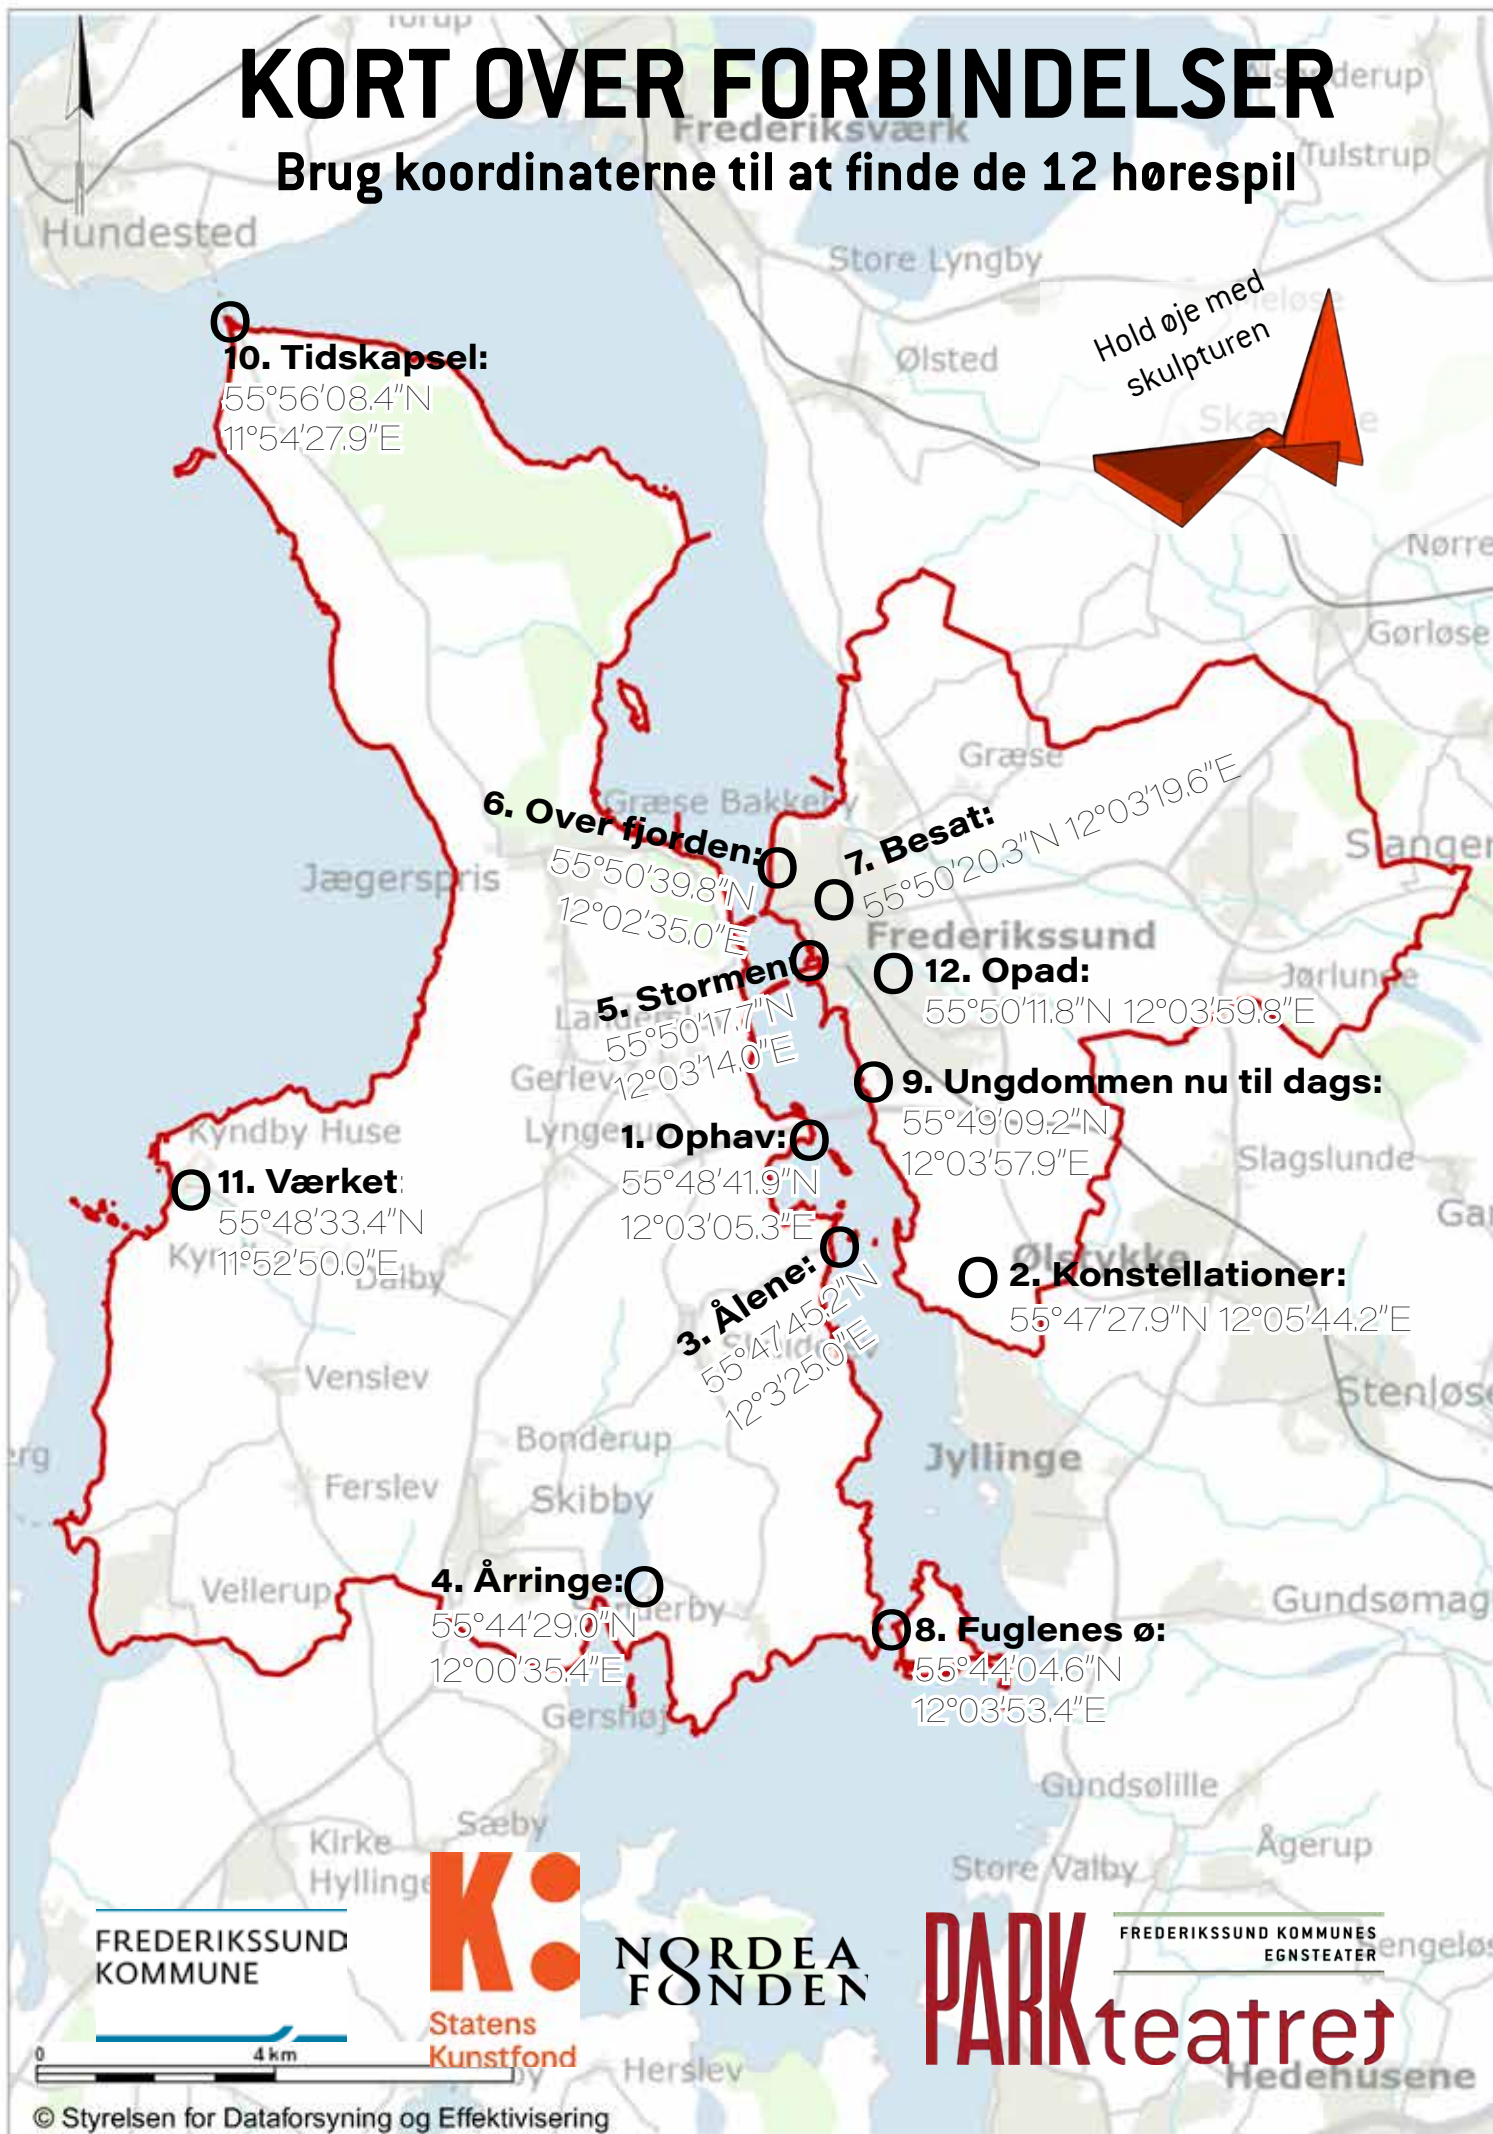 Torup
KORT OVER FORBINDELSER
Frederiksværk
Tulstrup
Brug koordinaterne til at finde de 12 hørespil
Hundested
Store Lyngby
Hold øje med
skulpturen
Ølsted
10. Tidskapsel:
55°56'08.4"N
11°54'27.9"E
Nørre
Gørløse
Græse
Græse Bakkeby
6. Over fjorden:
55°50'39.8"N
12°02'35.0"E
7. Besat:
55°50'20.3"N 12°03'19.6"E
Slanger
Jægerspris
Frederikssund
12. Opad:
55°50'11.8"N 12°03'59.8"E
Jørlunde
5. Stormen:
55°50'17.7"N
12°03'14.0"E
Gerlev
9. Ungdommen nu til dags:
55°49'09.2"N
12°03'57.9"E
Kyndby Huse
Lyngerup
1. Ophav:
55°48'41.9"N
12°03'05.3"E
Slagslunde
11. Værket:
55°48'33.4"N
11°52'50.0"E
Dalby
Ølstykke
2. Konstellationer:
55°47'27.9"N 12°05'44.2"E
3. Ålene:
55°47'45.2"N
12°3'25.0"E
Venslev
Stenløse
Bonderup
Jyllinge
Ferslev
Skibby
Vellerup
4. Årringe:
55°44'29.0"N
12°00'35.4"E
Gundsømag
8. Fuglenes ø:
55°44'04.6"N
12°03'53.4"E
Gershøj
Gundsølille
Sæby
Kirke
Hyllinge
Ågerup
Store Valby
FREDERIKSSUND
KOMMUNE
K:
Statens
Kunstfond
NORDEA
FONDEN
FREDERIKSSUND KOMMUNES
EGNSTEATER
PARKteatret
Sengeløs
0 4 km
Herslev
Hedehusene
© Styrelsen for Dataforsyning og Effektivisering